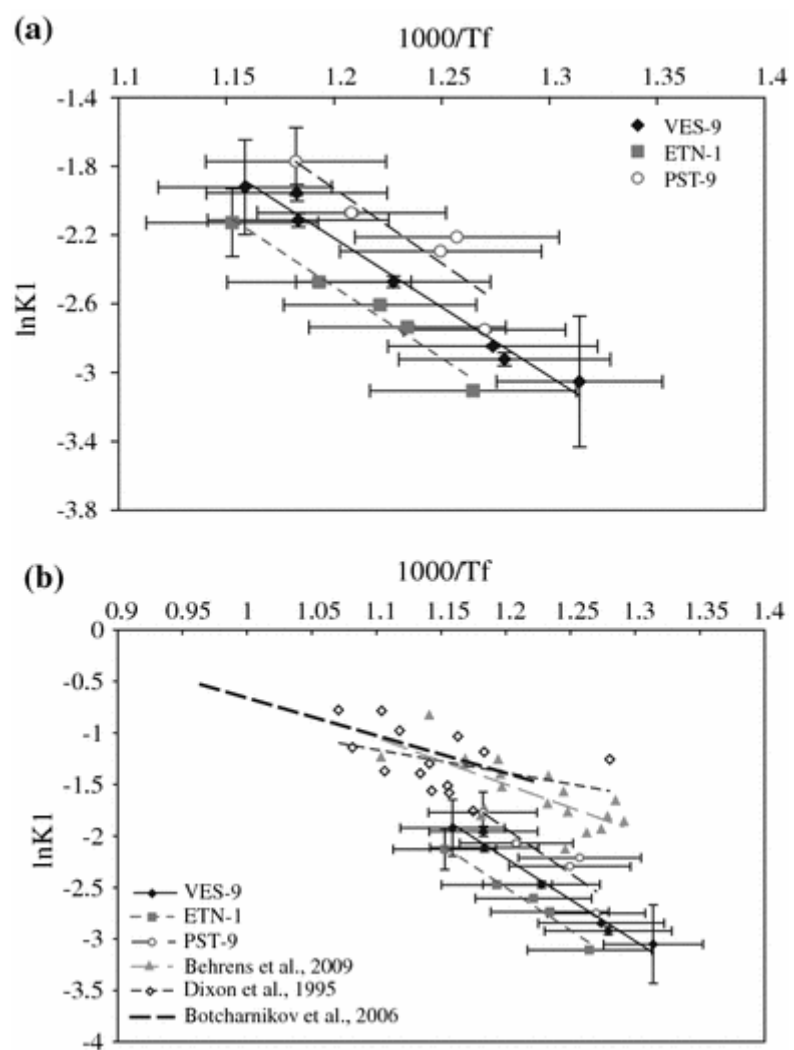 (a)
1000/Tf
1.1 1.15 1.2 1.25 1.3 1.35 1.4
-1.4
-1.8
-2.2
-2.6
-3
-3.4
-3.8
lnK1
VES-9
ETN-1
PST-9
(b)
1000/Tf
0.9 0.95 1 1.05 1.1 1.15 1.2 1.25 1.3 1.35 1.4
0
-0.5
-1
-1.5
-2
-2.5
-3
-3.5
-4
lnK1
VES-9
ETN-1
PST-9
Behrens et al., 2009
Dixon et al., 1995
Botcharnikov et al., 2006